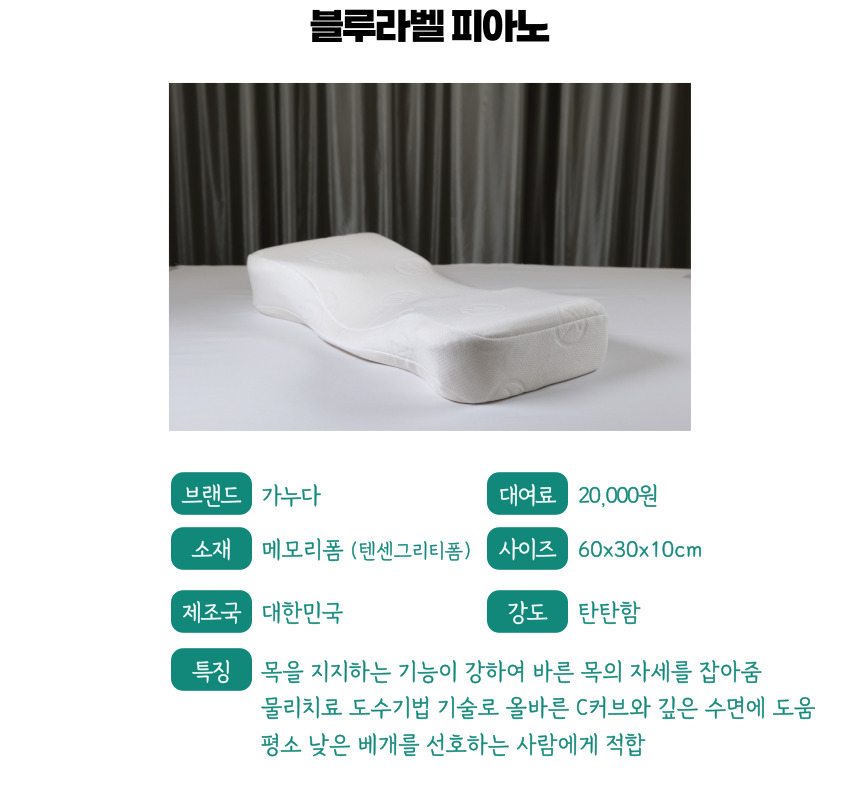 블루라벨 피아노
브랜드 가누다
대여료 20,000원
소재 메모리폼 (텐센그리티폼)
사이즈 60x30x10cm
제조국 대한민국
강도 탄탄함
특징 목을 지지하는 기능이 강하여 바른 목의 자세를 잡아줌
물리치료 도수기법 기술로 올바른 C커브와 깊은 수면에 도움
평소 낮은 베개를 선호하는 사람에게 적합